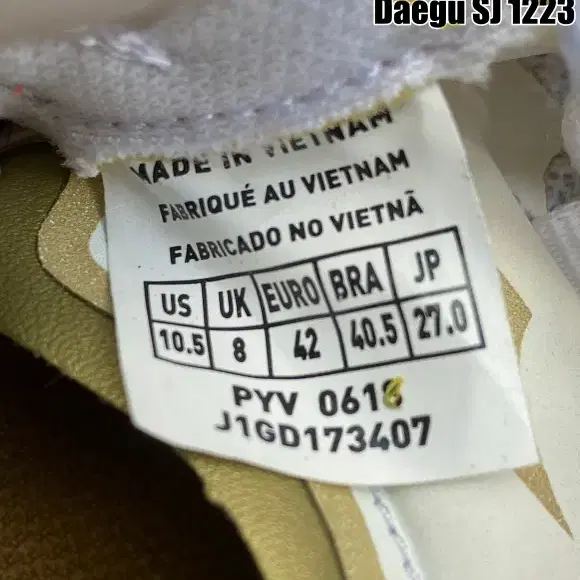 Daegu SJ 1223
MADE IN VIETNAM
FABRIQUÉ AU VIETNAM
FABRICADO NO VIETNÃ
US UK EURO BRA JP
10.5 8 42 40.5 27.0
PYV 0618
J1GD173407